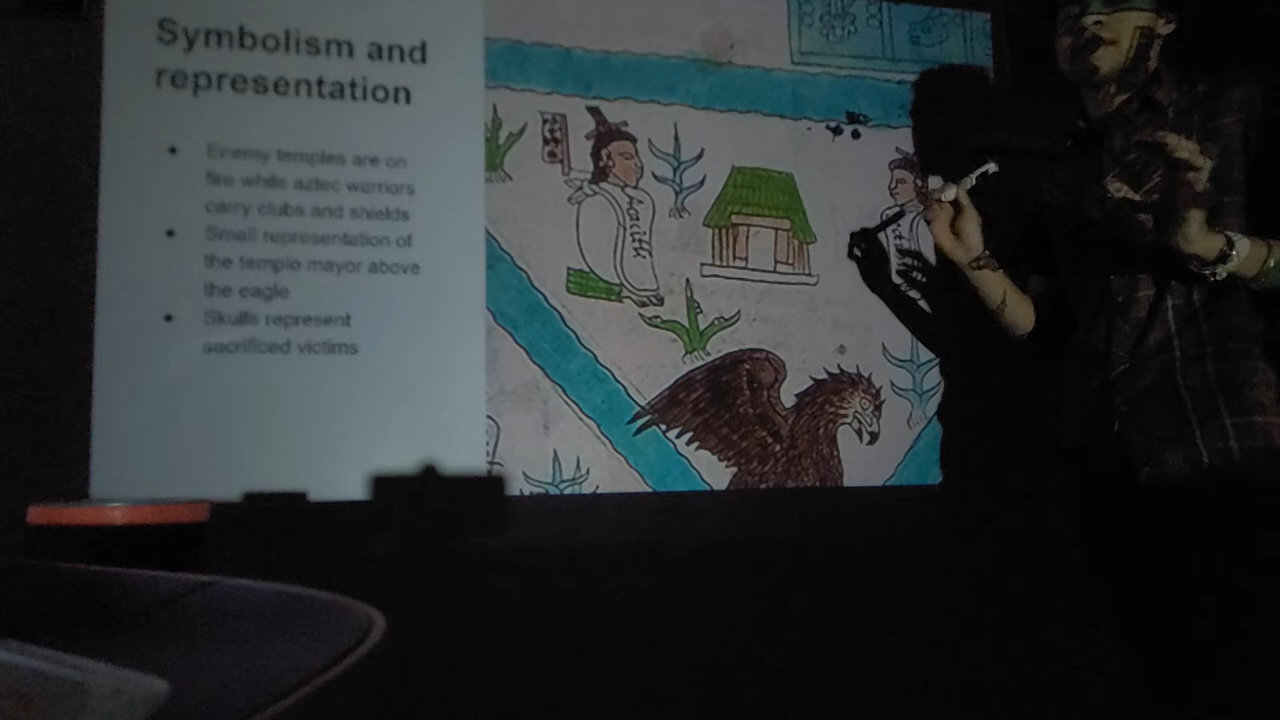 Symbolism and
representation
• Enemy temples are on
fire while aztec warriors
carry clubs and shields
• Small representation of
the templo mayor above
the eagle
• Skulls represent
sacrificed victims